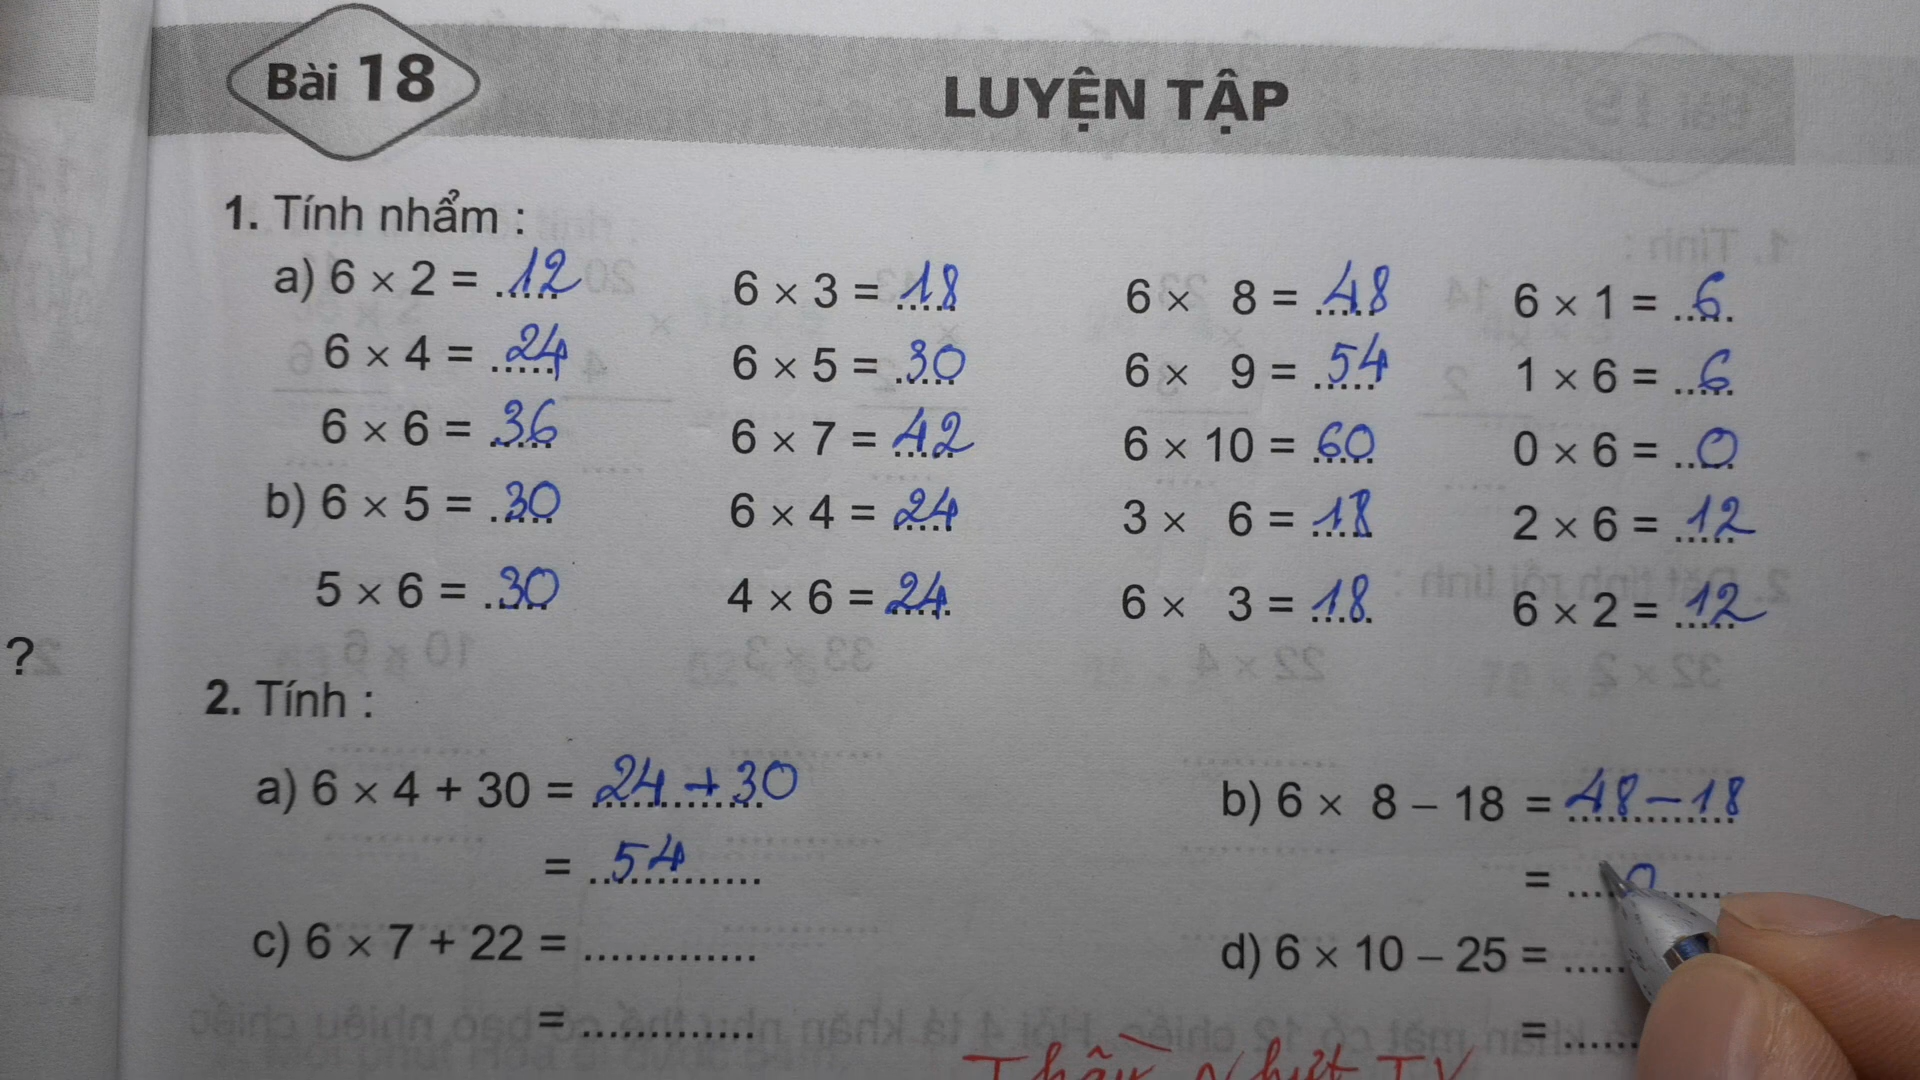 Bài 18 LUYỆN TẬP
1. Tính nhẩm :
a) 6 × 2 = 12 6 × 3 = 18 6 × 8 = 48 6 × 1 = 6
6 × 4 = 24 6 × 5 = 30 6 × 9 = 54 1 × 6 = 6
6 × 6 = 36 6 × 7 = 42 6 × 10 = 60 0 × 6 = 0
b) 6 × 5 = 30 6 × 4 = 24 3 × 6 = 18 2 × 6 = 12
5 × 6 = 30 4 × 6 = 24 6 × 3 = 18 6 × 2 = 12
?
2. Tính :
a) 6 × 4 + 30 = 24 + 30 b) 6 × 8 – 18 = 48 – 18
= 54 = 0
c) 6 × 7 + 22 = ............. d) 6 × 10 – 25 = .....
= ............. = ......
Thầy Nhựt TV